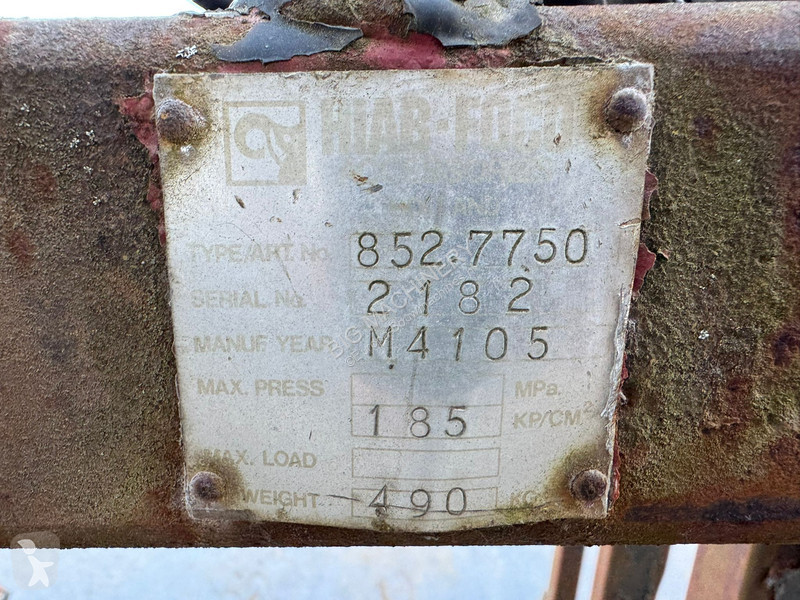 HIAB-FOCO
TYPE/ART. No. 852.7750
SERIAL No. 2182
MANUF YEAR M4105
MAX. PRESS MPa.
185 KP/CM²
MAX. LOAD
WEIGHT 490 KG